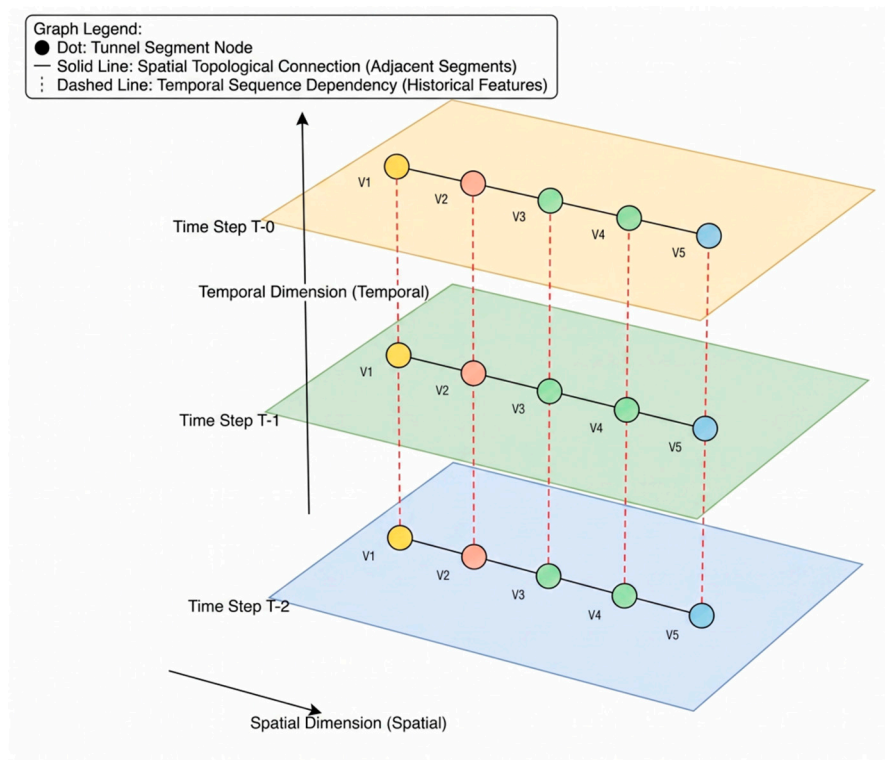 Graph Legend:
Dot: Tunnel Segment Node
Solid Line: Spatial Topological Connection (Adjacent Segments)
Dashed Line: Temporal Sequence Dependency (Historical Features)
V1
V2
V3
V4
V5
Time Step T-0
Temporal Dimension (Temporal)
V1
V2
V3
V4
V5
Time Step T-1
V1
V2
V3
V4
V5
Time Step T-2
Spatial Dimension (Spatial)